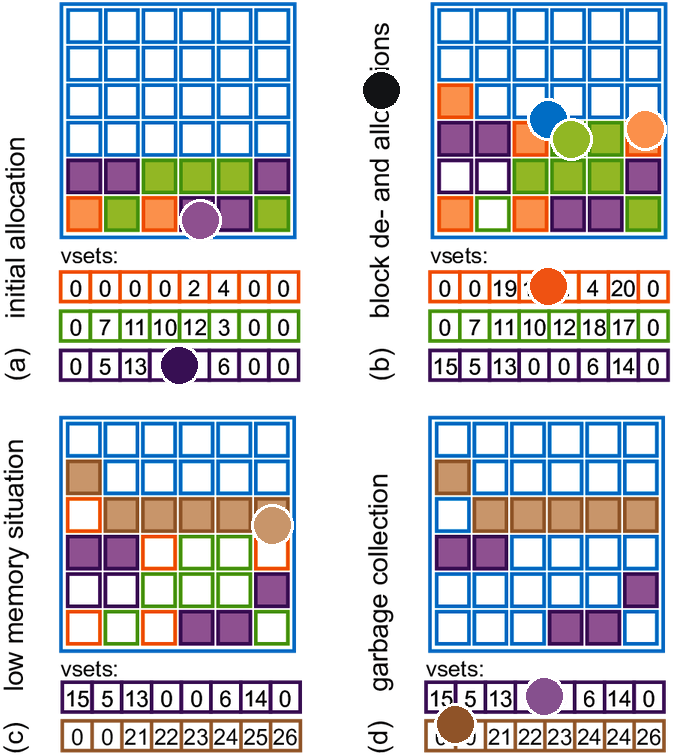 initial allocation
(a)
vsets:
0 0 0 0 2 4 0 0
0 7 11 10 12 3 0 0
0 5 13 6 0 0
block de- and
(b)
0 0 19 4 20 0
0 7 11 10 12 18 17 0
15 5 13 0 0 6 14 0
low memory situation
(c)
vsets:
15 5 13 0 0 6 14 0
0 0 21 22 23 24 25 26
garbage collection
(d)
vsets:
15 5 13 6 14 0
21 22 23 24 24 26
vsets: